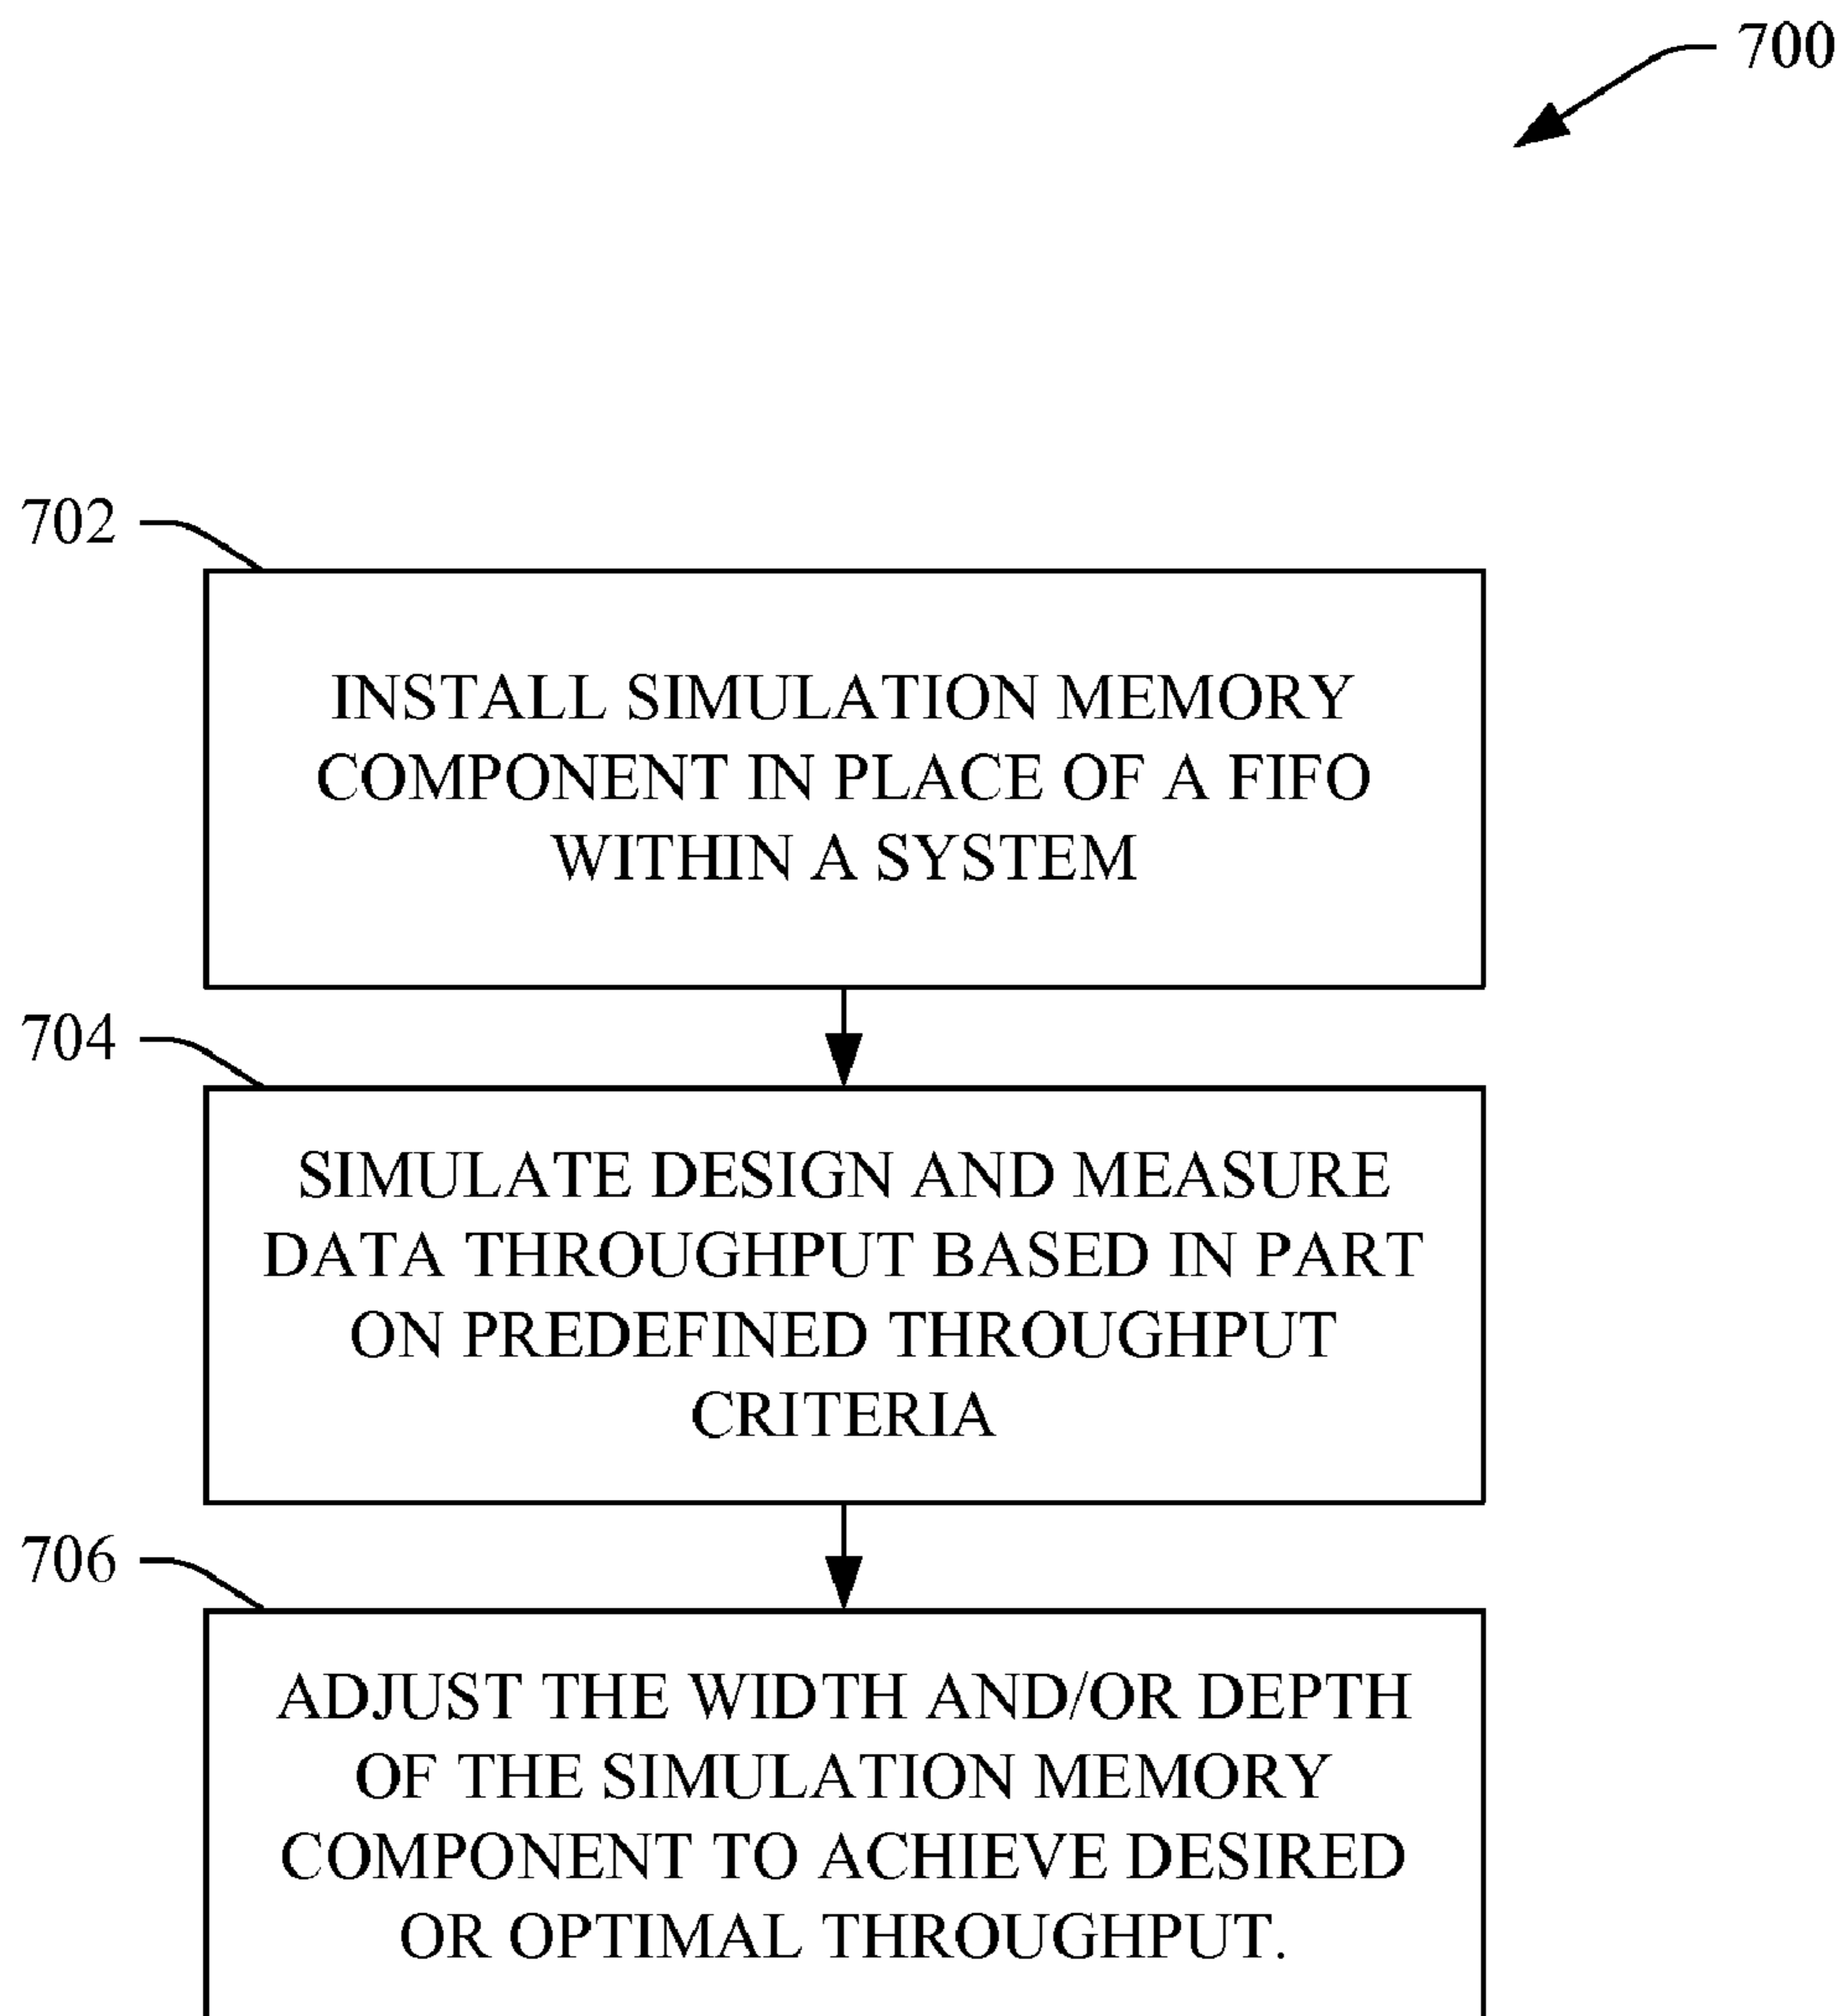 700
702
INSTALL SIMULATION MEMORY
COMPONENT IN PLACE OF A FIFO
WITHIN A SYSTEM
704
SIMULATE DESIGN AND MEASURE
DATA THROUGHPUT BASED IN PART
ON PREDEFINED THROUGHPUT
CRITERIA
706
ADJUST THE WIDTH AND/OR DEPTH
OF THE SIMULATION MEMORY
COMPONENT TO ACHIEVE DESIRED
OR OPTIMAL THROUGHPUT.